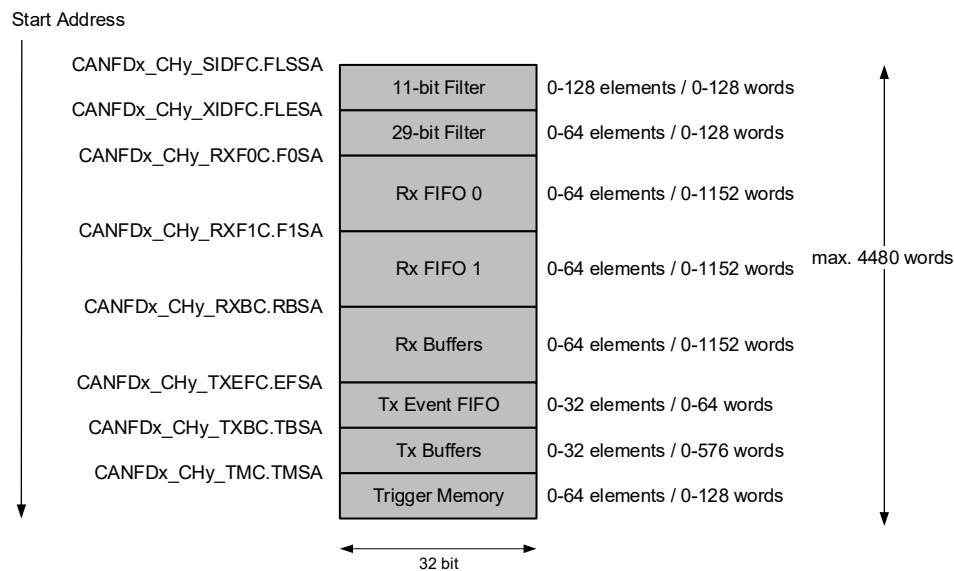 Start Address
CANFDx_CHy_SIDFC.FLSSA
11-bit Filter
0-128 elements / 0-128 words
CANFDx_CHy_XIDFC.FLESA
29-bit Filter
0-64 elements / 0-128 words
CANFDx_CHy_RXF0C.F0SA
Rx FIFO 0
0-64 elements / 0-1152 words
CANFDx_CHy_RXF1C.F1SA
Rx FIFO 1
0-64 elements / 0-1152 words
max. 4480 words
CANFDx_CHy_RXBC.RBSA
Rx Buffers
0-64 elements / 0-1152 words
CANFDx_CHy_TXEFC.EFSA
Tx Event FIFO
0-32 elements / 0-64 words
CANFDx_CHy_TXBC.TBSA
Tx Buffers
0-32 elements / 0-576 words
CANFDx_CHy_TMC.TMSA
Trigger Memory
0-64 elements / 0-128 words
32 bit